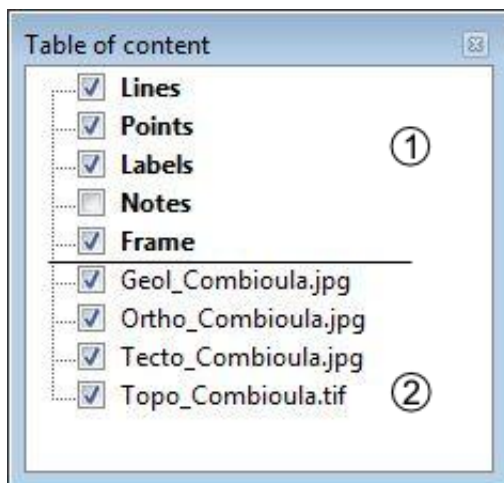 Table of content
Lines
Points
Labels
Notes
Frame
Geol_Combioula.jpg
Ortho_Combioula.jpg
Tecto_Combioula.jpg
Topo_Combioula.tif
①
②